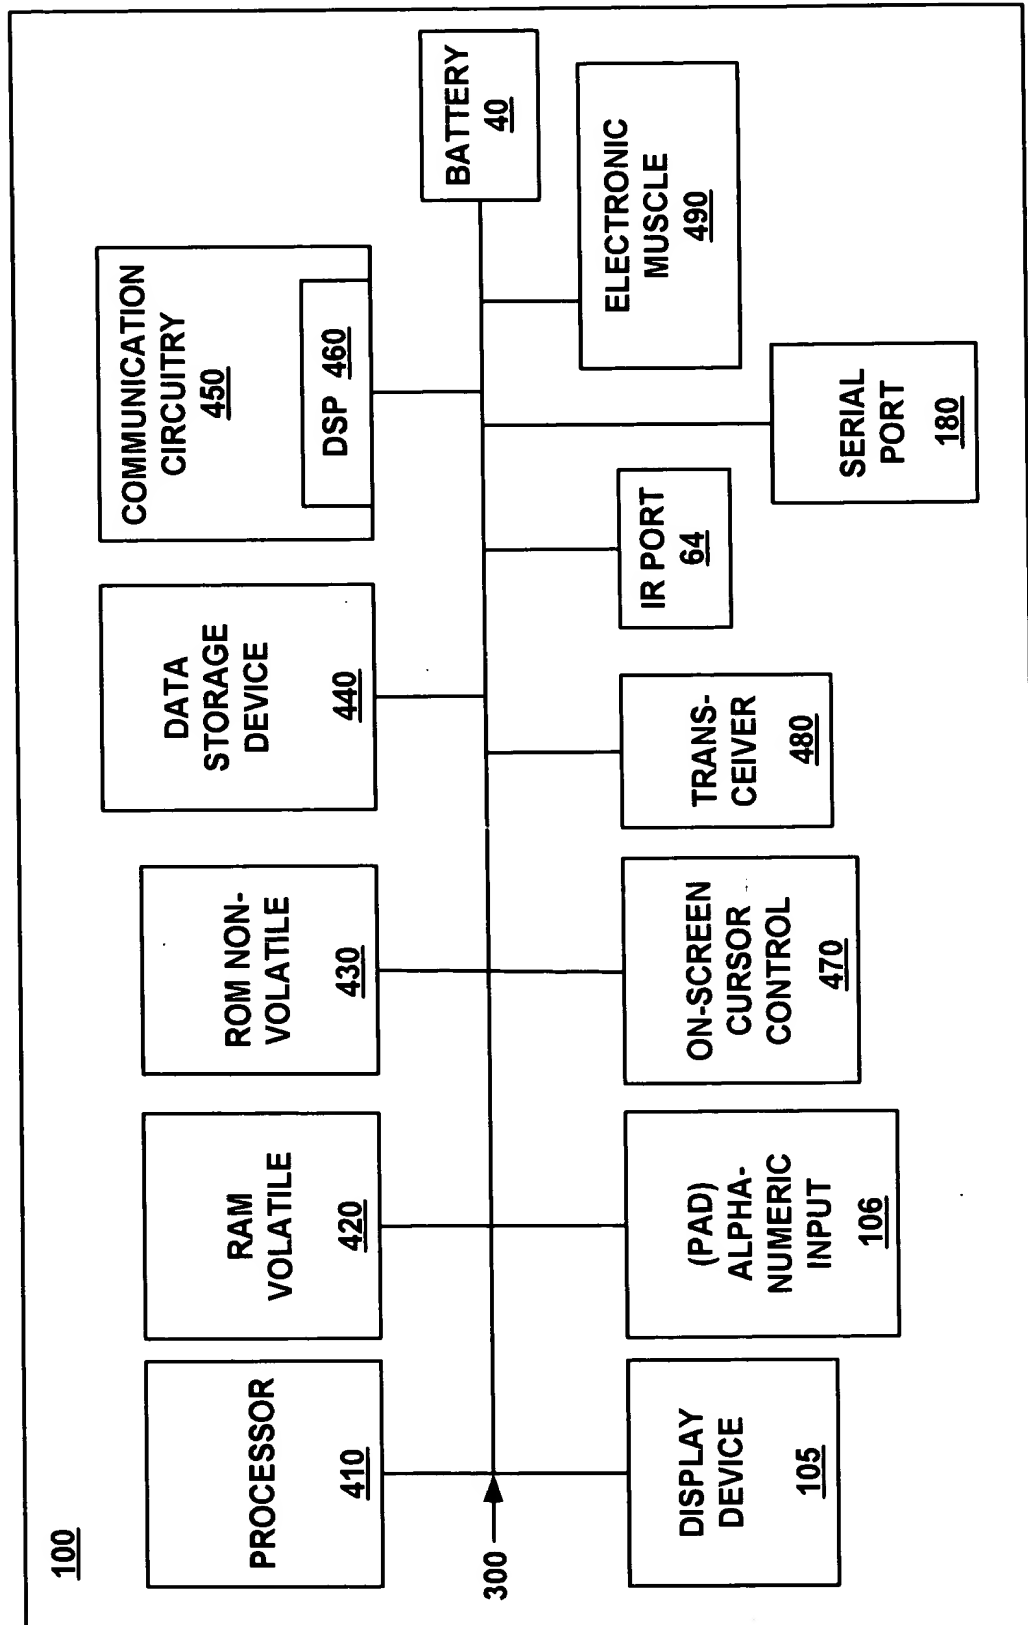 100
PROCESSOR
410
RAM
VOLATILE
420
ROM NON-
VOLATILE
430
DATA
STORAGE
DEVICE
440
COMMUNICATION
CIRCUITRY
450
DSP 460
BATTERY
40
300
DISPLAY
DEVICE
105
(PAD)
ALPHA-
NUMERIC
INPUT
106
ON-SCREEN
CURSOR
CONTROL
470
TRANS-
CEIVER
480
IR PORT
64
SERIAL
PORT
180
ELECTRONIC
MUSCLE
490